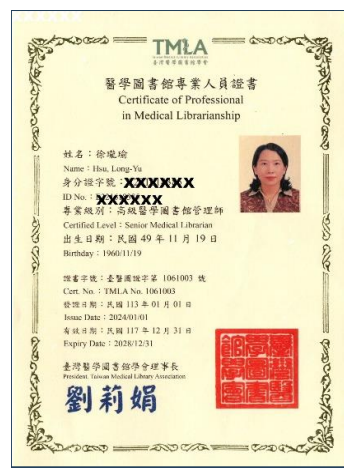 TMLA
臺灣醫學圖書館學會
醫學圖書館專業人員證書
Certificate of Professional
in Medical Librarianship
姓名：徐瓏瑜
Name：Hsu, Long-Yu
身分證字號：XXXXXX
ID No.：XXXXXX
專業級別：高級醫學圖書館管理師
Certified Level：Senior Medical Librarian
出生日期：民國 49 年 11 月 19 日
Birthday：1960/11/19
證書字號：臺醫圖證字第 1061003 號
Cert. No.：TMLA No. 1061003
發證日期：民國 113 年 01 月 01 日
Issue Date：2024/01/01
有效日期：民國 117 年 12 月 31 日
Expiry Date：2028/12/31
臺灣醫學圖書館學會理事長
President, Taiwan Medical Library Association
劉莉娟